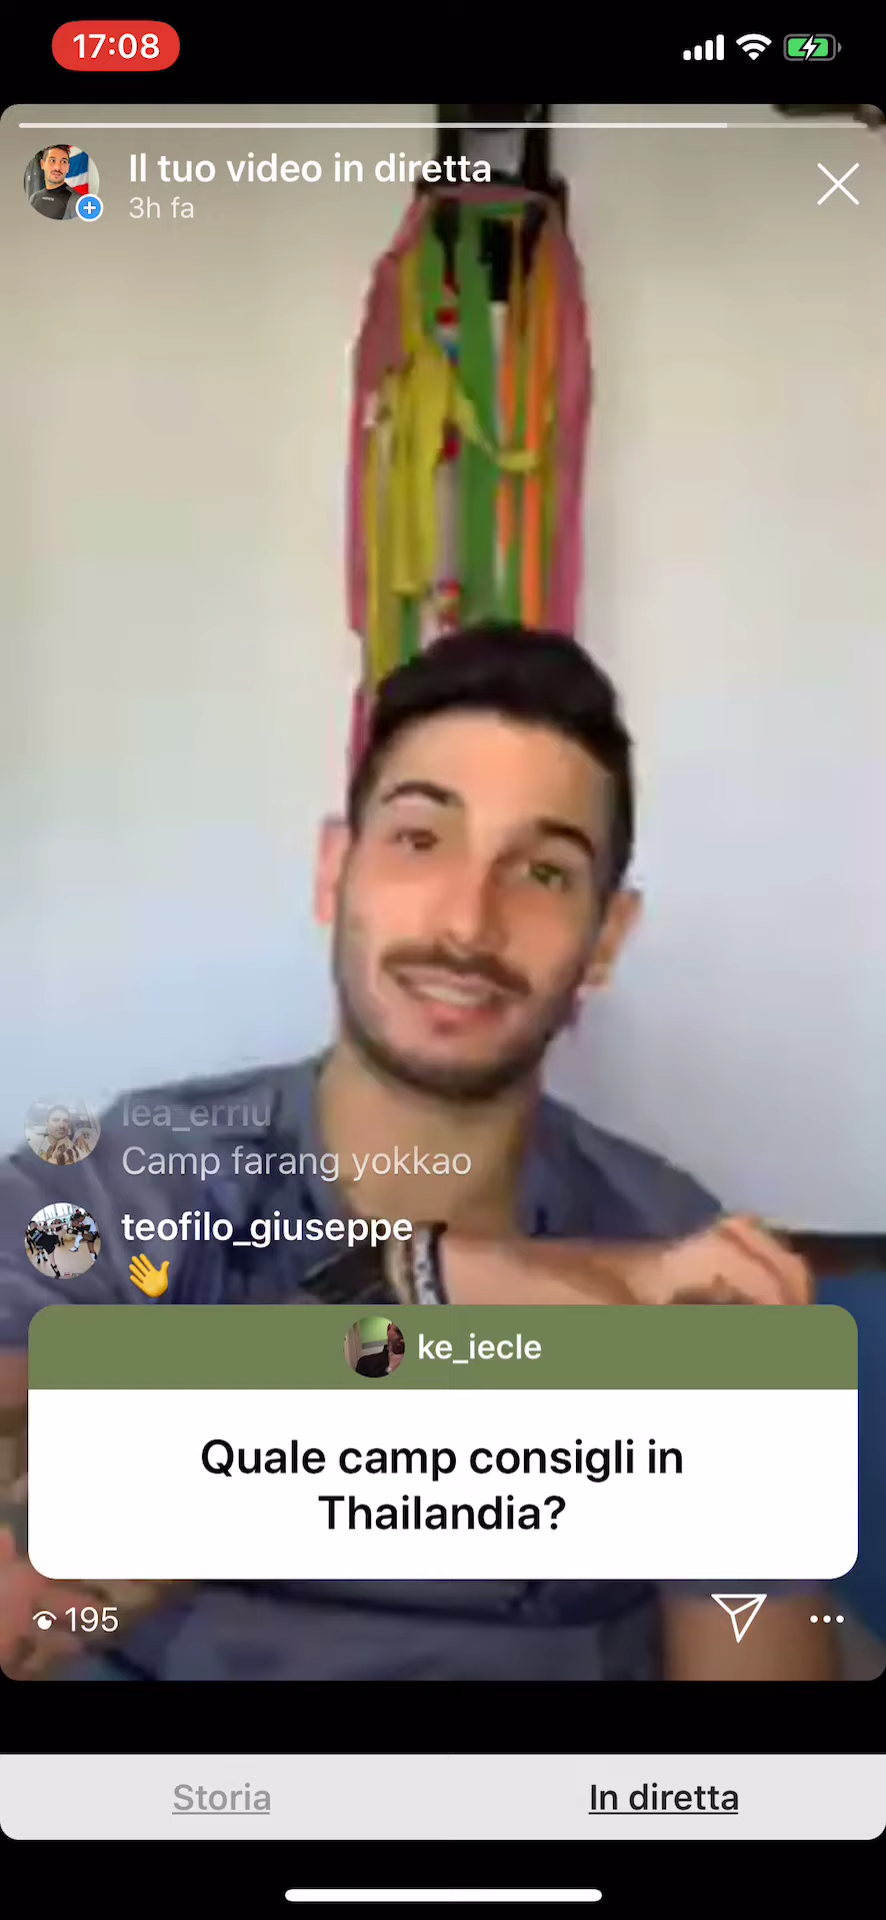 17:08
Il tuo video in diretta
3h fa
lea_erriu
Camp farang yokkao
teofilo_giuseppe
👋
ke_iecle
Quale camp consigli in
Thailandia?
195
Storia
In diretta